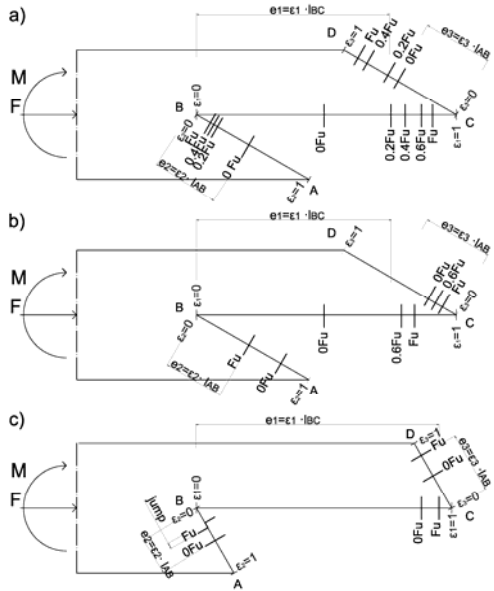 a)
e1=ε1 ·lBC
D
ε3=1
Fu
0.4Fu
0.2Fu
0Fu
e3=ε3· lAB
M
F
B
ε1=0
ε2=0
0.4Fu
0.2Fu
0 Fu
e2=ε2· lAB
ε2=1
A
0Fu
0.2Fu
0.4Fu
0.6Fu
Fu
ε3=0
C
ε1=1
b)
e1=ε1 ·lBC
D
ε3=1
e3=ε3· lAB
0Fu
0.6Fu
Fu
M
F
B
ε1=0
ε2=0
Fu
0Fu
e2=ε2· lAB
ε2=1
A
0Fu
0.6Fu
Fu
ε3=0
C
ε1=1
c)
e1=ε1 ·lBC
D
ε3=1
Fu
0Fu
e3=ε3· lAB
M
F
jump
B
ε1=0
ε2=0
Fu
0Fu
e2=ε2· lAB
ε2=1
A
0Fu
Fu
ε3=0
C
ε1=1